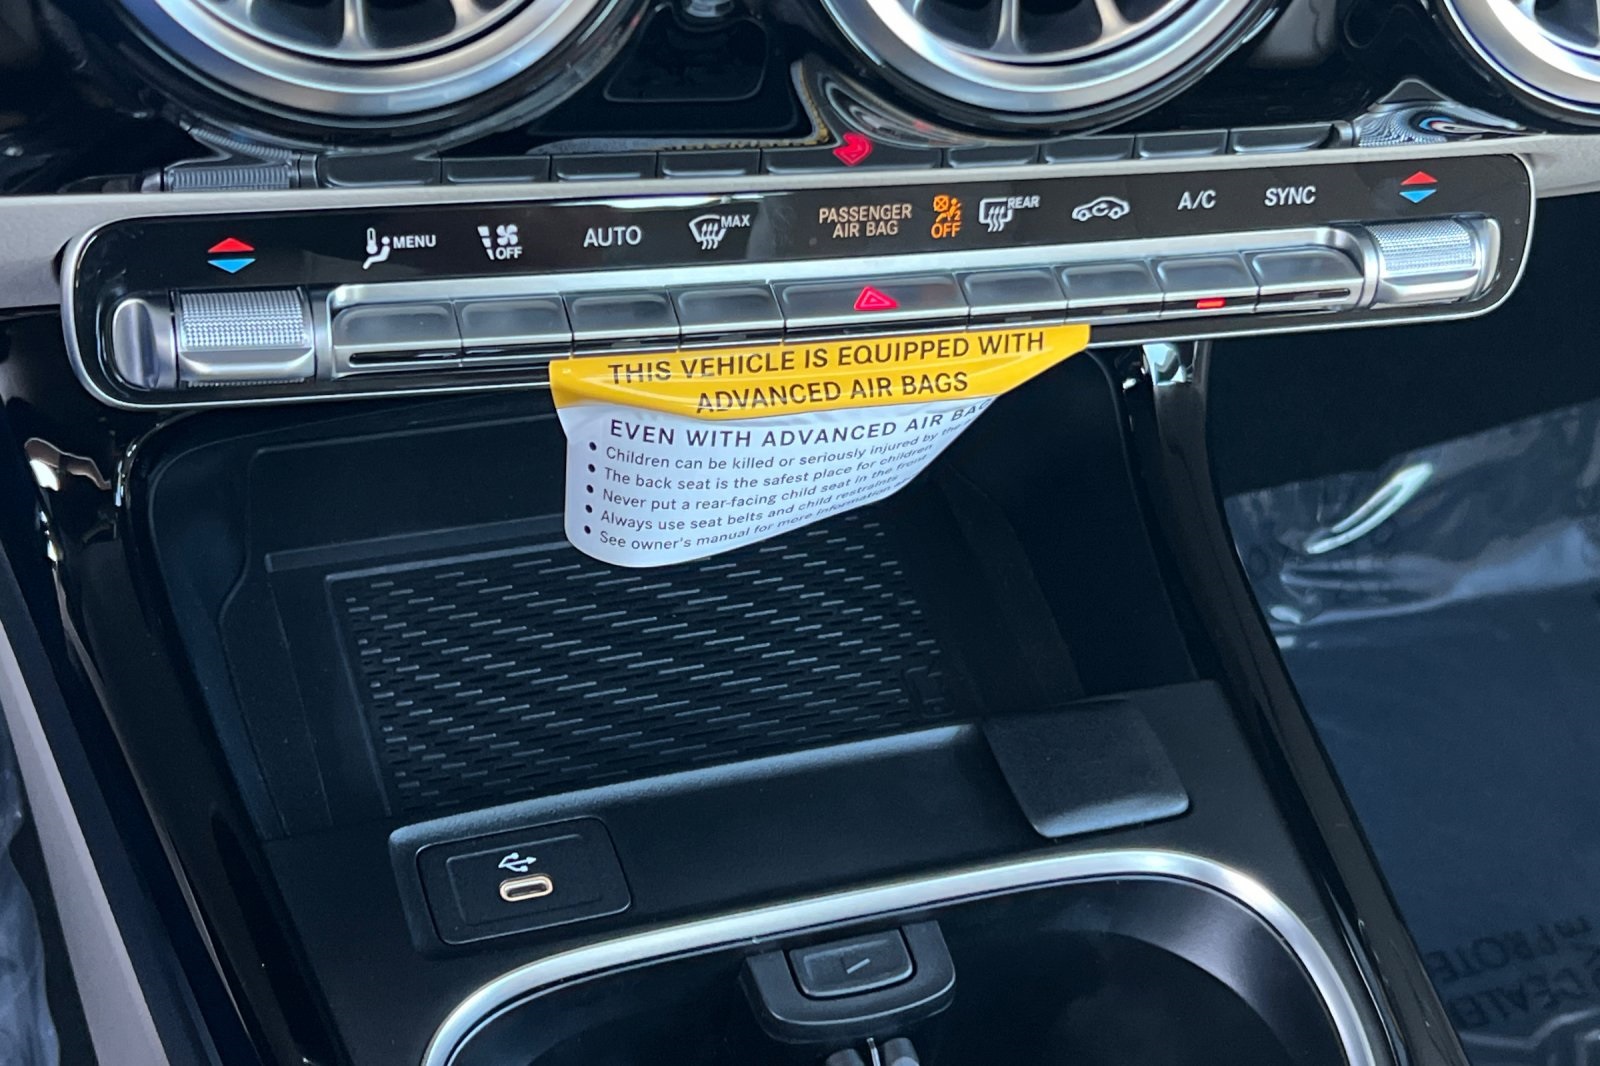 MENU
OFF
AUTO
MAX
PASSENGER
AIR BAG
2
OFF
REAR
A/C
SYNC
THIS VEHICLE IS EQUIPPED WITH
ADVANCED AIR BAGS
EVEN WITH ADVANCED AIR
• Children can be killed or seriously injured by the
• The back seat is the safest place for children
• Never put a rear-facing child seat in the front
• Always use seat belts and child restraints
• See owner's manual for more information